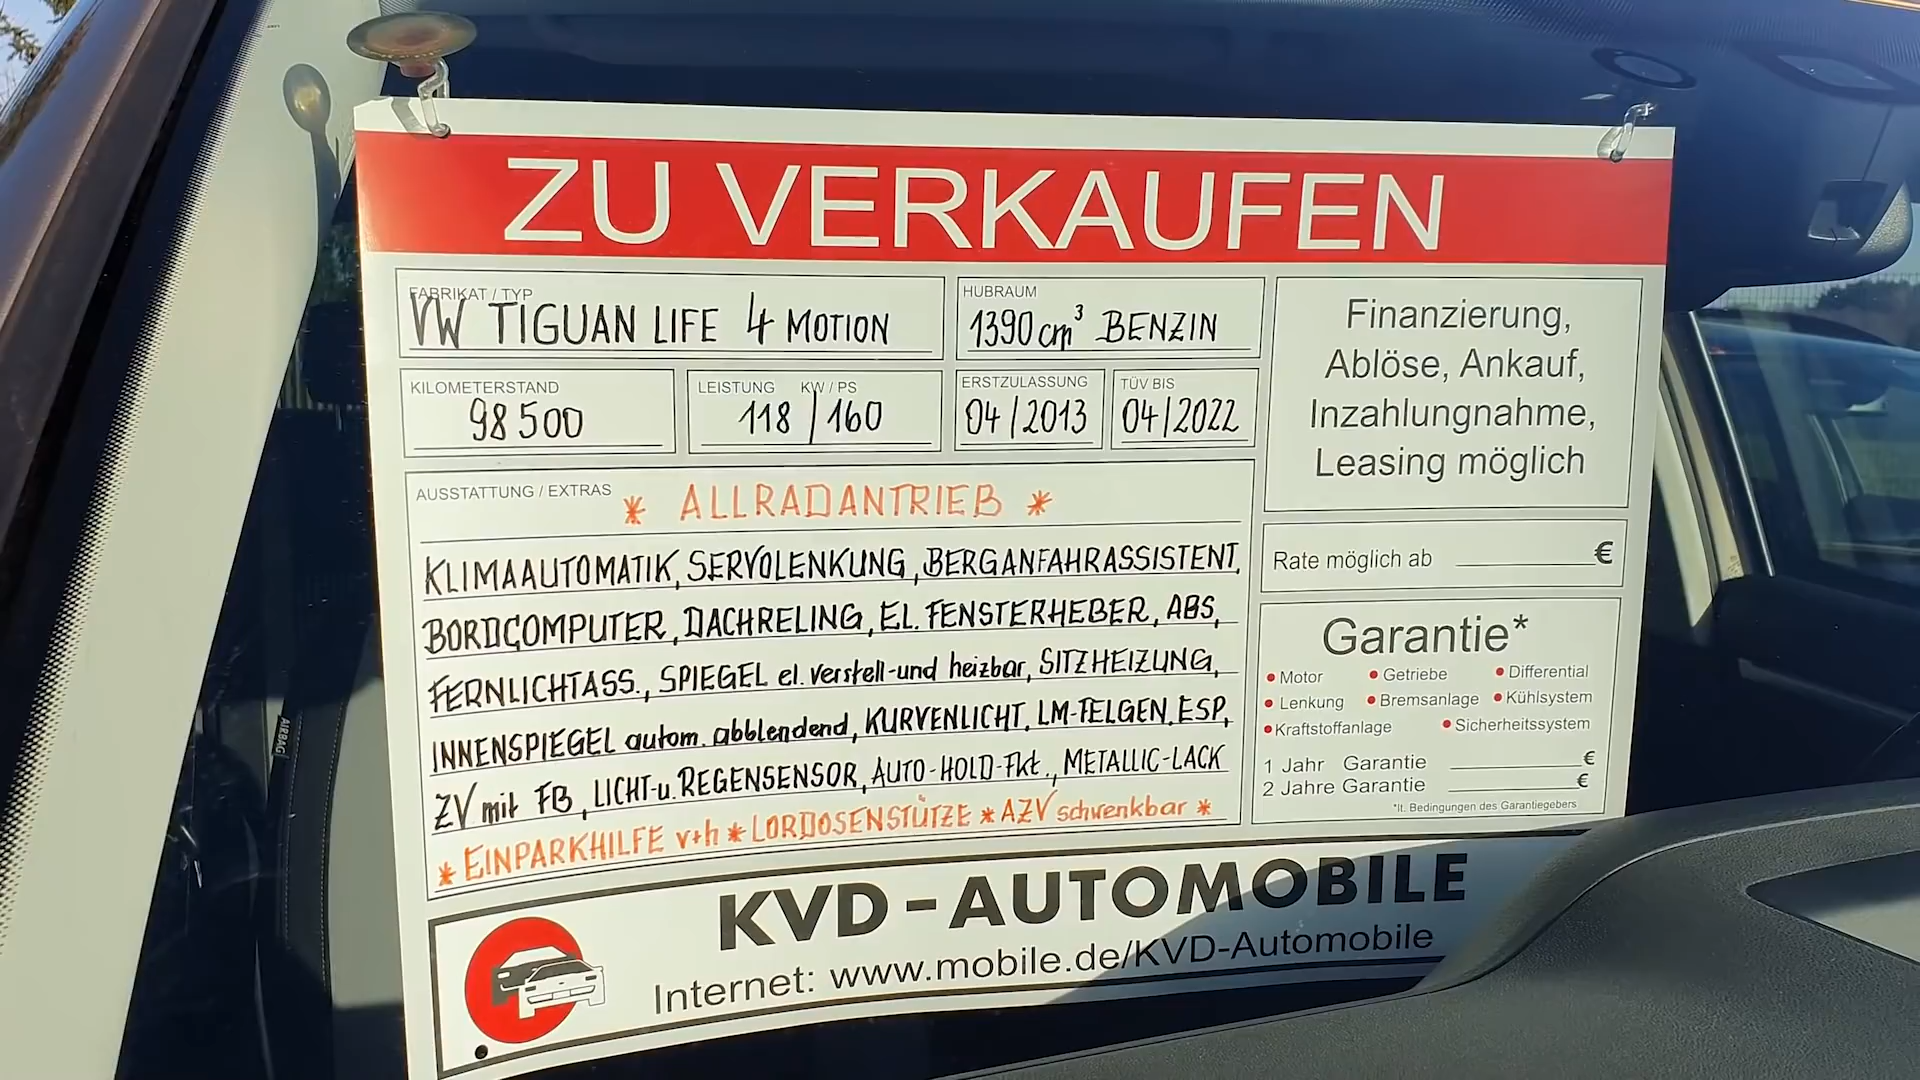 ZU VERKAUFEN
FABRIKAT / TYP
VW TIGUAN LIFE 4 MOTION
HUBRAUM
1390 cm³ BENZIN
KILOMETERSTAND
98 500
LEISTUNG KW / PS
118 / 160
ERSTZULASSUNG
04/2013
TÜV BIS
04/2022
AUSSTATTUNG / EXTRAS
* ALLRADANTRIEB *
KLIMAAUTOMATIK, SERVOLENKUNG, BERGANFAHRASSISTENT,
BORDCOMPUTER, DACHRELING, EL. FENSTERHEBER, ABS,
FERNLICHTASS., SPIEGEL el. verstell-und heizbar, SITZHEIZUNG,
INNENSPIEGEL autom. abblendend, KURVENLICHT, LM-FELGEN, ESP,
ZV mit FB, LICHT-u. REGENSENSOR, AUTO-HOLD-Fkt., METALLIC-LACK
* EINPARKHILFE v+h * LORDOSENSTÜTZE * AZV schwenkbar *
Finanzierung,
Ablöse, Ankauf,
Inzahlungnahme,
Leasing möglich
Rate möglich ab €
Garantie*
• Motor • Getriebe • Differential
• Lenkung • Bremsanlage • Kühlsystem
• Kraftstoffanlage • Sicherheitssystem
1 Jahr Garantie €
2 Jahre Garantie €
*lt. Bedingungen des Garantiegebers
KVD-AUTOMOBILE
Internet: www.mobile.de/KVD-Automobile
AIRBAG